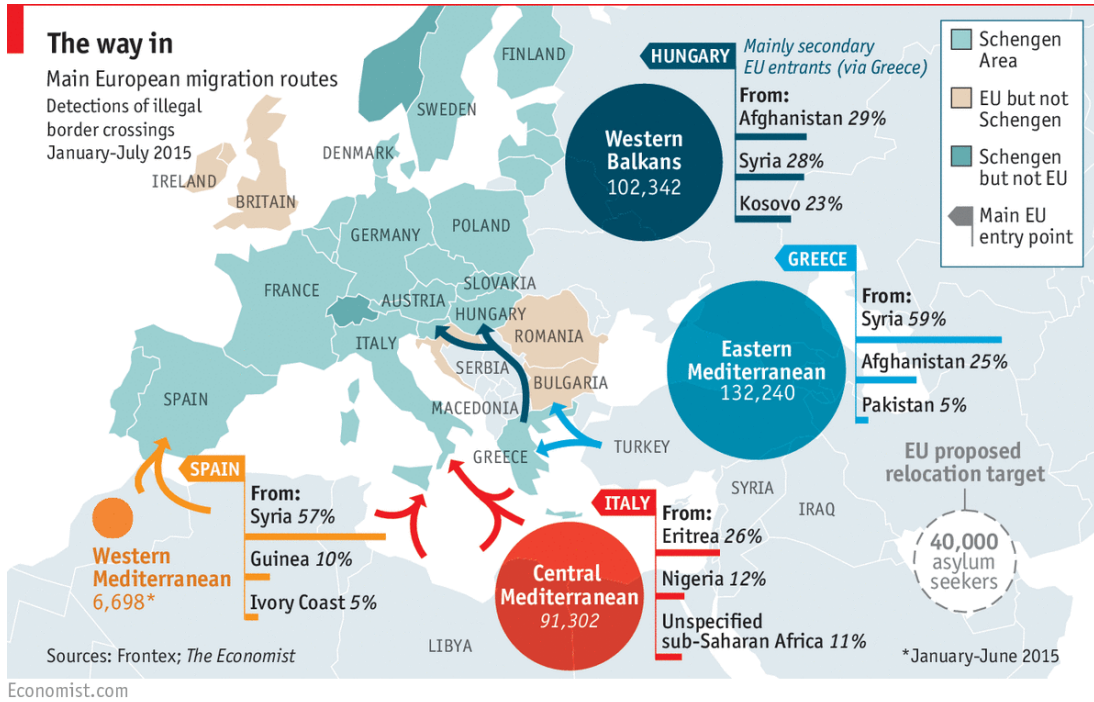 The way in
Main European migration routes
Detections of illegal
border crossings
January-July 2015
FINLAND
SWEDEN
DENMARK
IRELAND
BRITAIN
POLAND
GERMANY
SLOVAKIA
FRANCE
AUSTRIA
HUNGARY
ROMANIA
ITALY
SERBIA
BULGARIA
SPAIN
MACEDONIA
GREECE
TURKEY
SYRIA
IRAQ
LIBYA
HUNGARY
Mainly secondary
EU entrants (via Greece)
Western
Balkans
102,342
From:
Afghanistan 29%
Syria 28%
Kosovo 23%
Schengen
Area
EU but not
Schengen
Schengen
but not EU
Main EU
entry point
GREECE
Eastern
Mediterranean
132,240
From:
Syria 59%
Afghanistan 25%
Pakistan 5%
EU proposed
relocation target
40,000
asylum
seekers
SPAIN
Western
Mediterranean
6,698*
From:
Syria 57%
Guinea 10%
Ivory Coast 5%
ITALY
Central
Mediterranean
91,302
From:
Eritrea 26%
Nigeria 12%
Unspecified
sub-Saharan Africa 11%
Sources: Frontex; The Economist
*January-June 2015
Economist.com